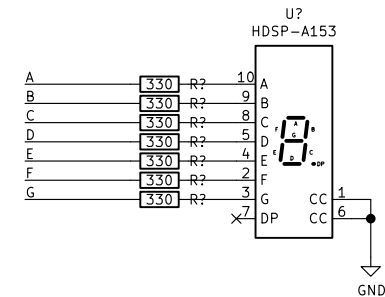 U?
HDSP-A153
A 330 R? 10 A
B 330 R? 9 B
C 330 R? 8 C
D 330 R? 5 D
E 330 R? 4 E
F 330 R? 2 F
G 330 R? 3 G CC 1
7 DP CC 6
A
F B
G
E C
D DP
GND